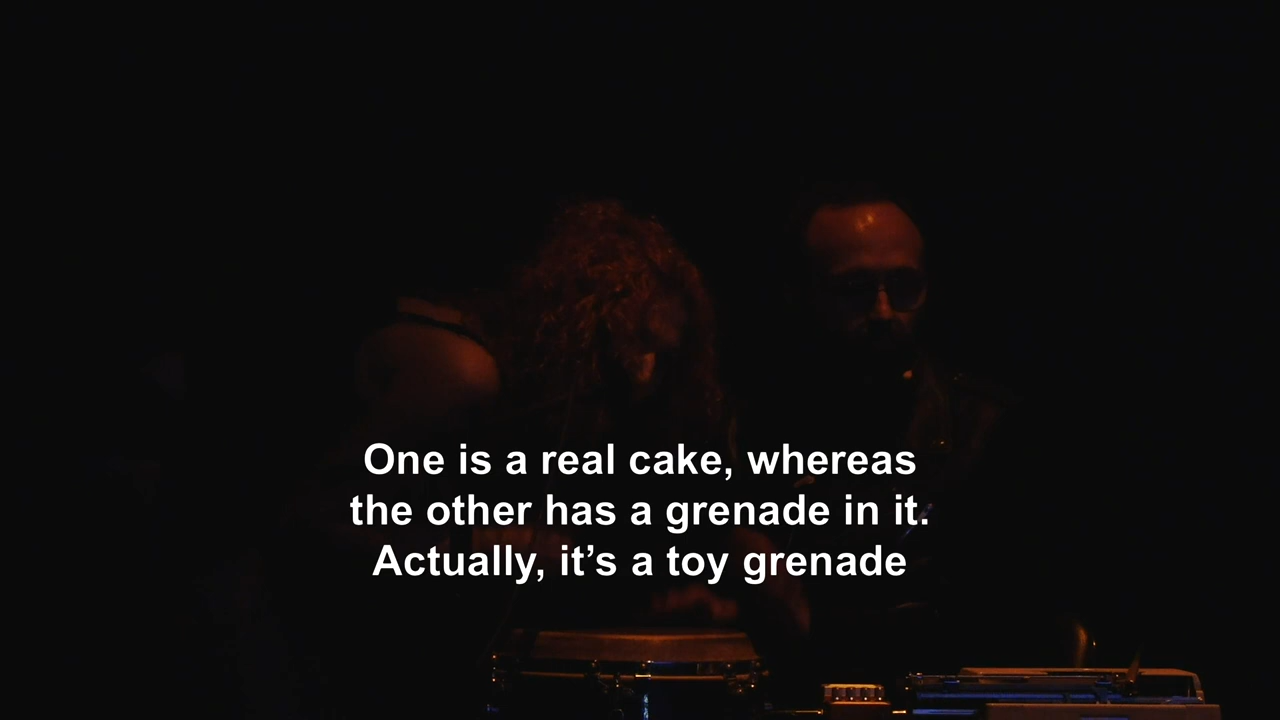 One is a real cake, whereas
the other has a grenade in it.
Actually, it’s a toy grenade